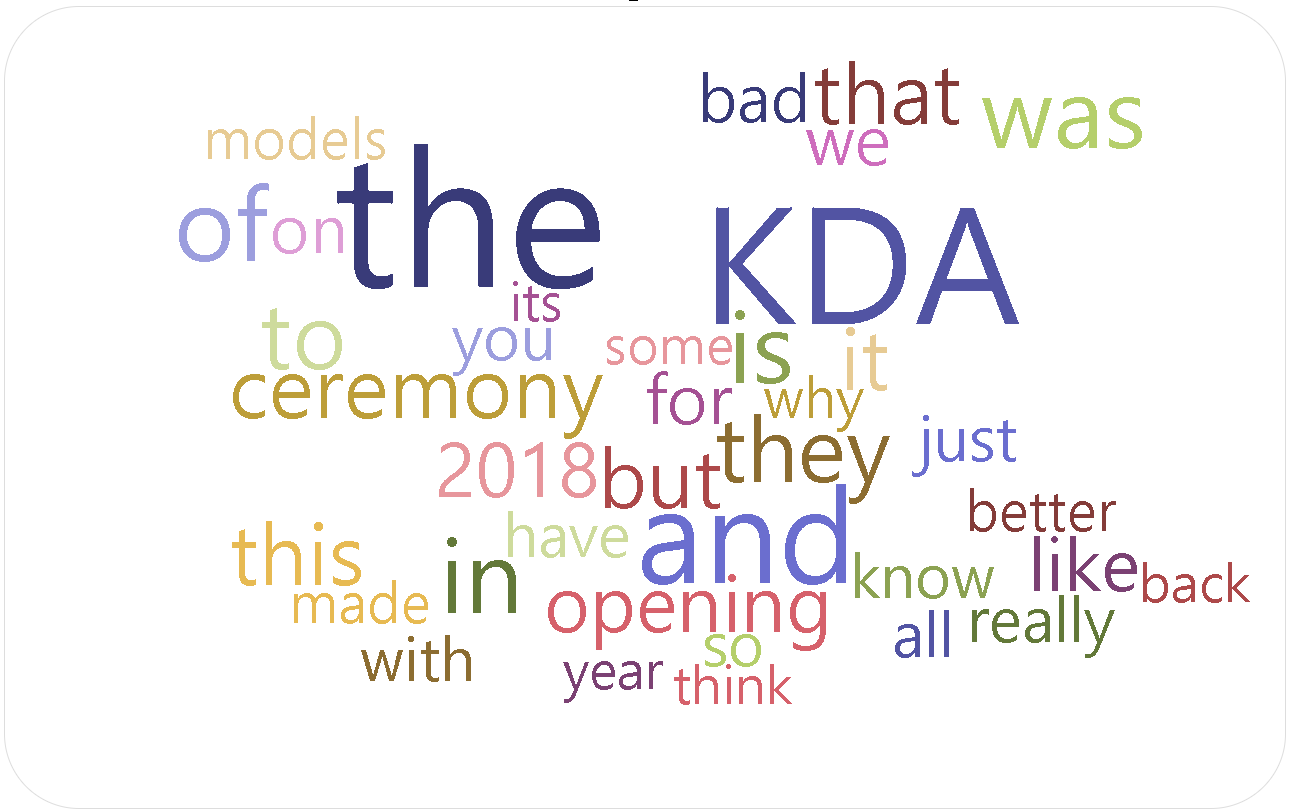 bad that was
we
models
the
of on
KDA
its
to you some is it
ceremony for why
they just
2018 but
better
this in have and
know like back
made opening
all really
so
with year think